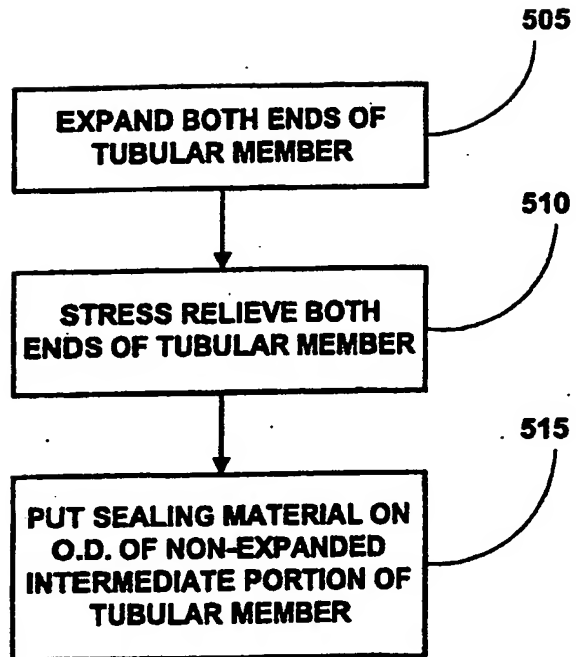 505
EXPAND BOTH ENDS OF
TUBULAR MEMBER
510
STRESS RELIEVE BOTH
ENDS OF TUBULAR MEMBER
515
PUT SEALING MATERIAL ON
O.D. OF NON-EXPANDED
INTERMEDIATE PORTION OF
TUBULAR MEMBER